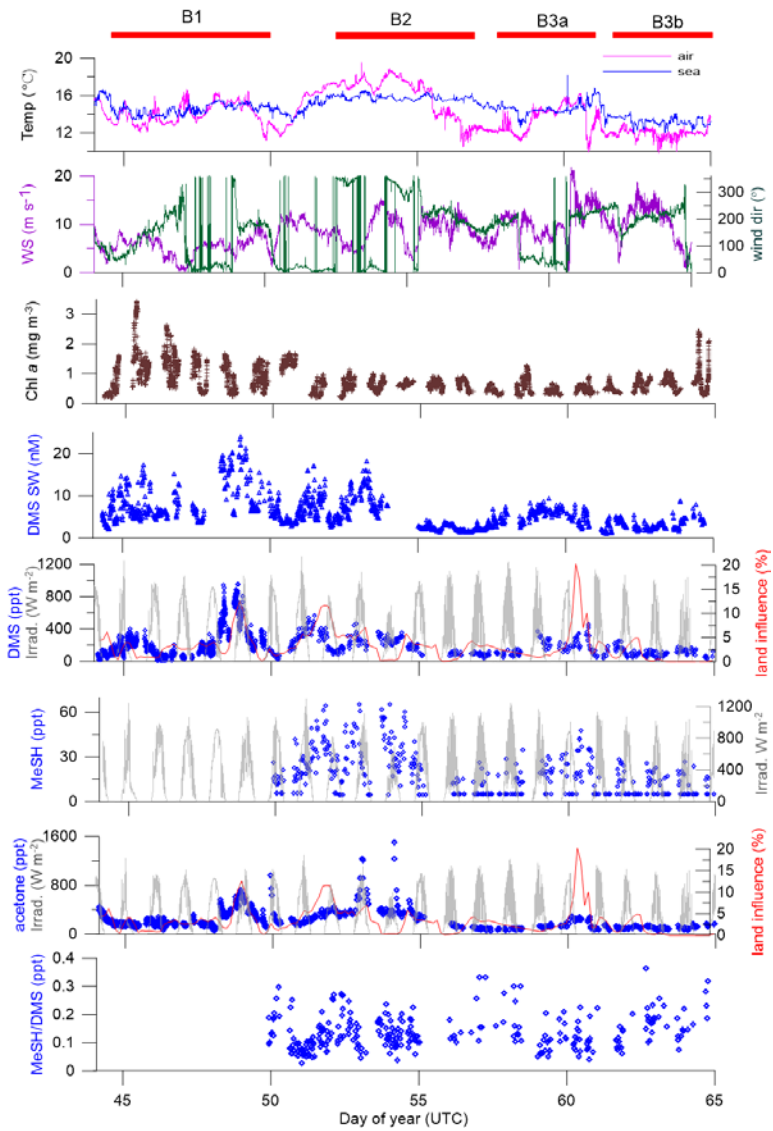 B1 B2 B3a B3b
20
16
12
Temp (°C)
air
sea
20
10
0
WS (m s-1)
300
200
100
0
wind dir (°)
3
2
1
0
Chl a (mg m-3)
20
10
0
DMS SW (nM)
1200
800
400
0
DMS (ppt)
Irrad. (W m-2)
20
15
10
5
0
land influence (%)
60
30
0
MeSH (ppt)
1200
800
400
0
Irrad. W m-2
1600
800
0
acetone (ppt)
Irrad. (W m-2)
20
15
10
5
0
land influence (%)
0.4
0.3
0.2
0.1
0
MeSH/DMS (ppt)
45 50 55 60 65
Day of year (UTC)